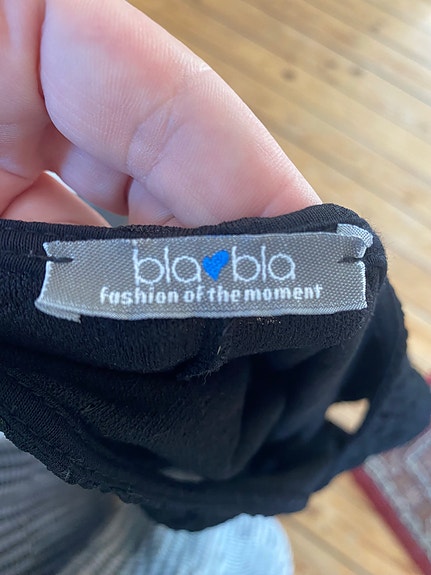 bla💙bla
fashion of the moment